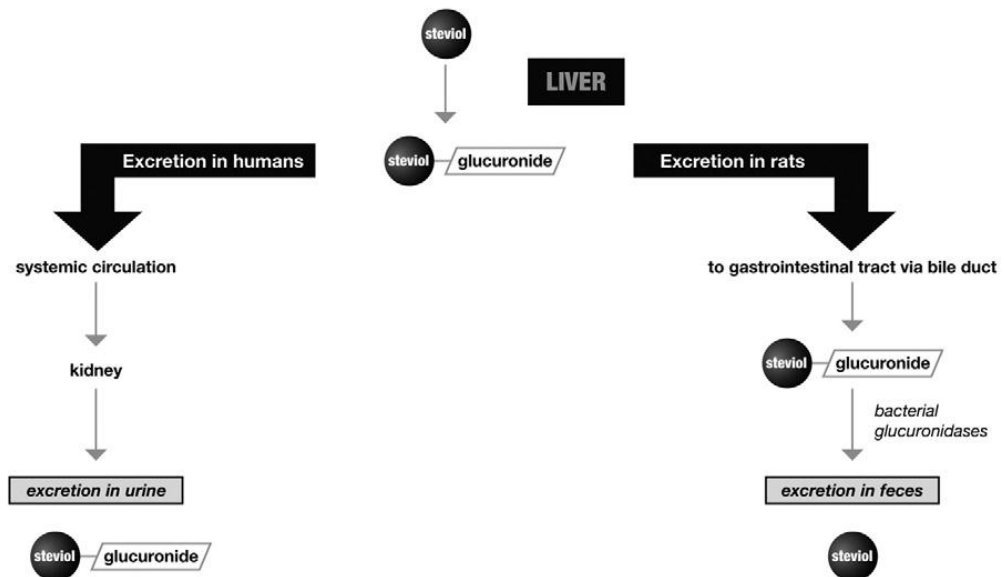 steviol
LIVER
steviol glucuronide
Excretion in humans
Excretion in rats
systemic circulation
to gastrointestinal tract via bile duct
kidney
steviol glucuronide
bacterial
glucuronidases
excretion in urine
excretion in feces
steviol glucuronide
steviol